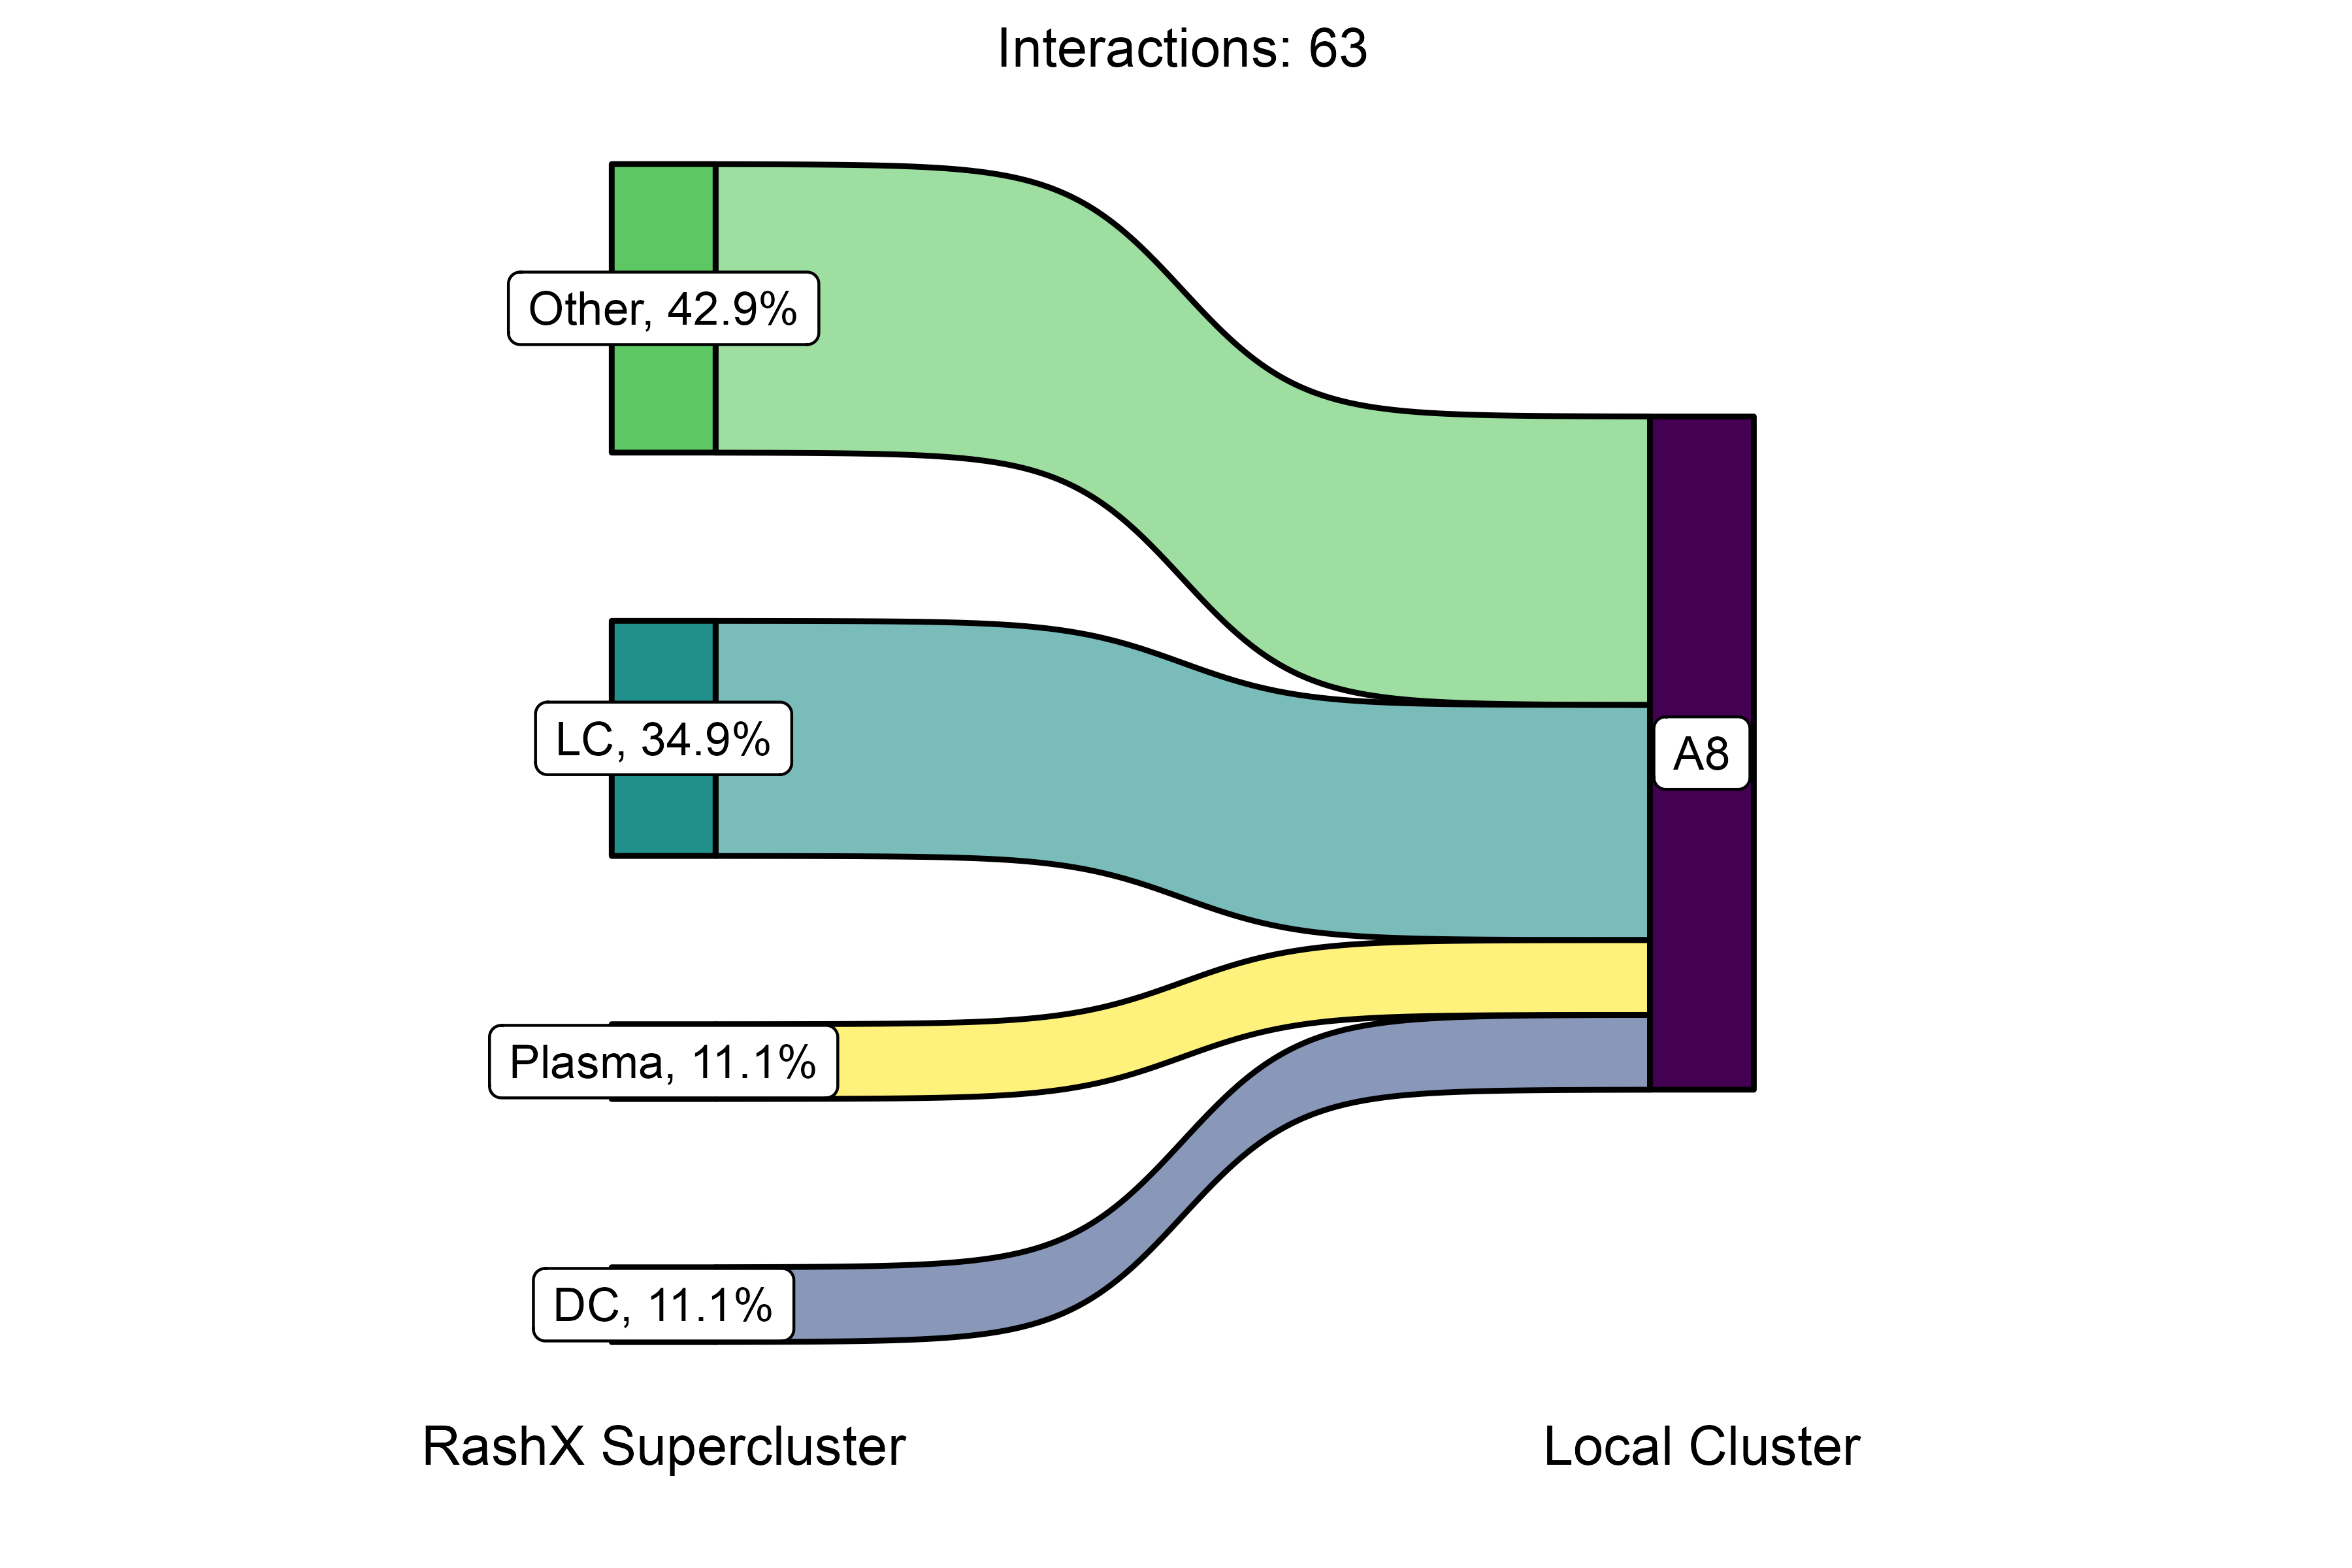 Interactions: 63
Other, 42.9%
LC, 34.9%
A8
Plasma, 11.1%
DC, 11.1%
RashX Supercluster
Local Cluster